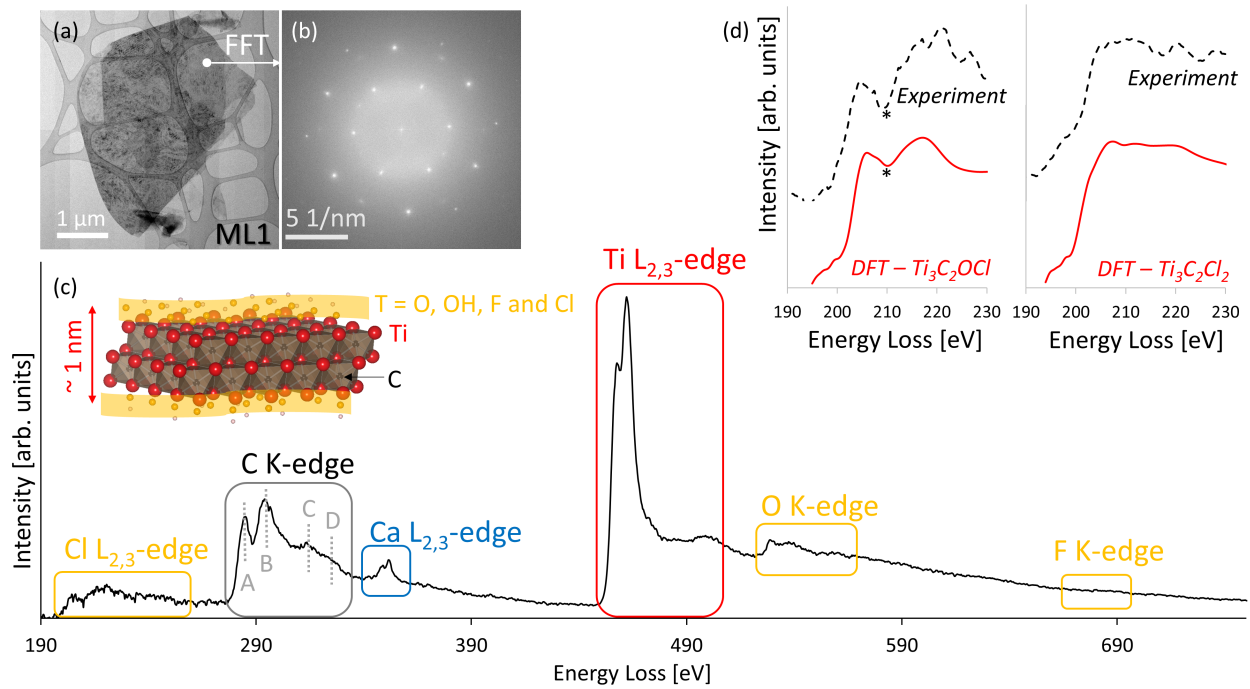 (a)
FFT
1 µm
ML1
(b)
5 1/nm
(d)
Intensity [arb. units]
Experiment
*
*
DFT – Ti₃C₂OCl
190 200 210 220 230
Energy Loss [eV]
Experiment
DFT – Ti₃C₂Cl₂
190 200 210 220 230
Energy Loss [eV]
(c)
T = O, OH, F and Cl
Ti
C
~ 1 nm
Intensity [arb. units]
Cl L₂,₃-edge
C K-edge
A
B
C
D
Ca L₂,₃-edge
Ti L₂,₃-edge
O K-edge
F K-edge
190 290 390 490 590 690
Energy Loss [eV]